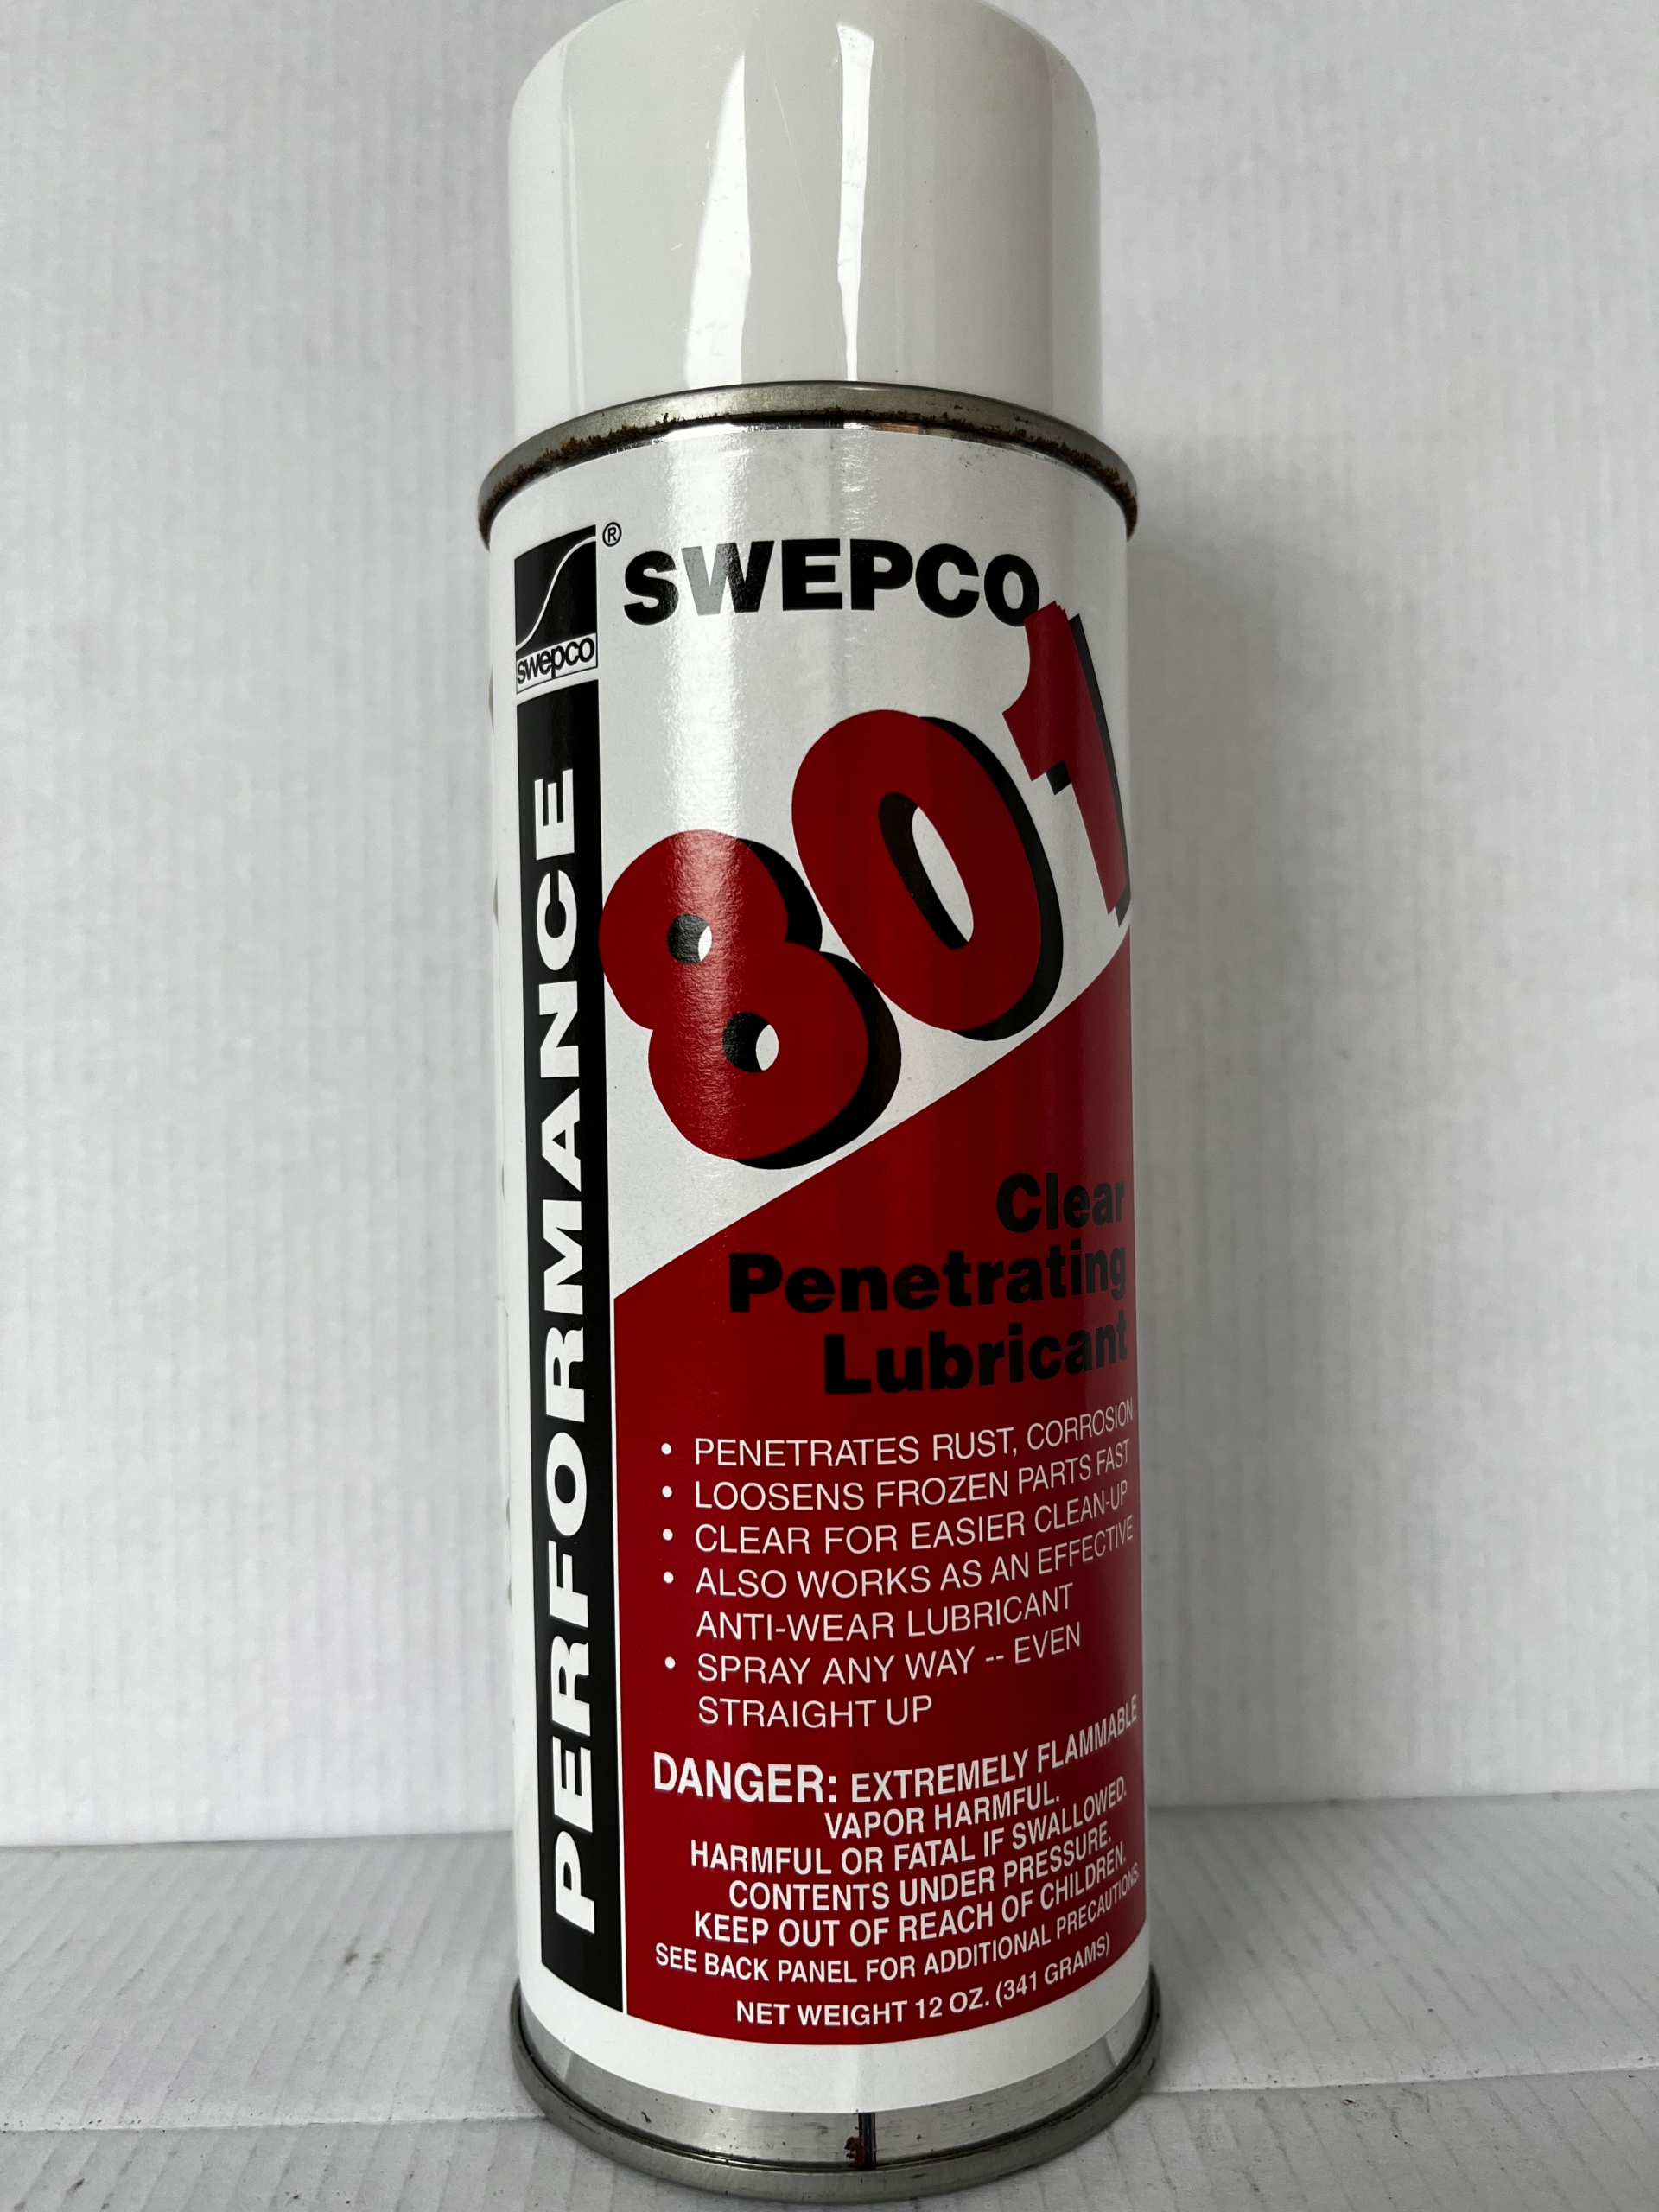 ®
swepco
SWEPCO
801
PERFORMANCE
Clear
Penetrating
Lubricant
• PENETRATES RUST, CORROSION
• LOOSENS FROZEN PARTS FAST
• CLEAR FOR EASIER CLEAN-UP
• ALSO WORKS AS AN EFFECTIVE
ANTI-WEAR LUBRICANT
• SPRAY ANY WAY -- EVEN
STRAIGHT UP
DANGER: EXTREMELY FLAMMABLE
VAPOR HARMFUL.
HARMFUL OR FATAL IF SWALLOWED.
CONTENTS UNDER PRESSURE.
KEEP OUT OF REACH OF CHILDREN.
SEE BACK PANEL FOR ADDITIONAL PRECAUTIONS.
NET WEIGHT 12 OZ. (341 GRAMS)